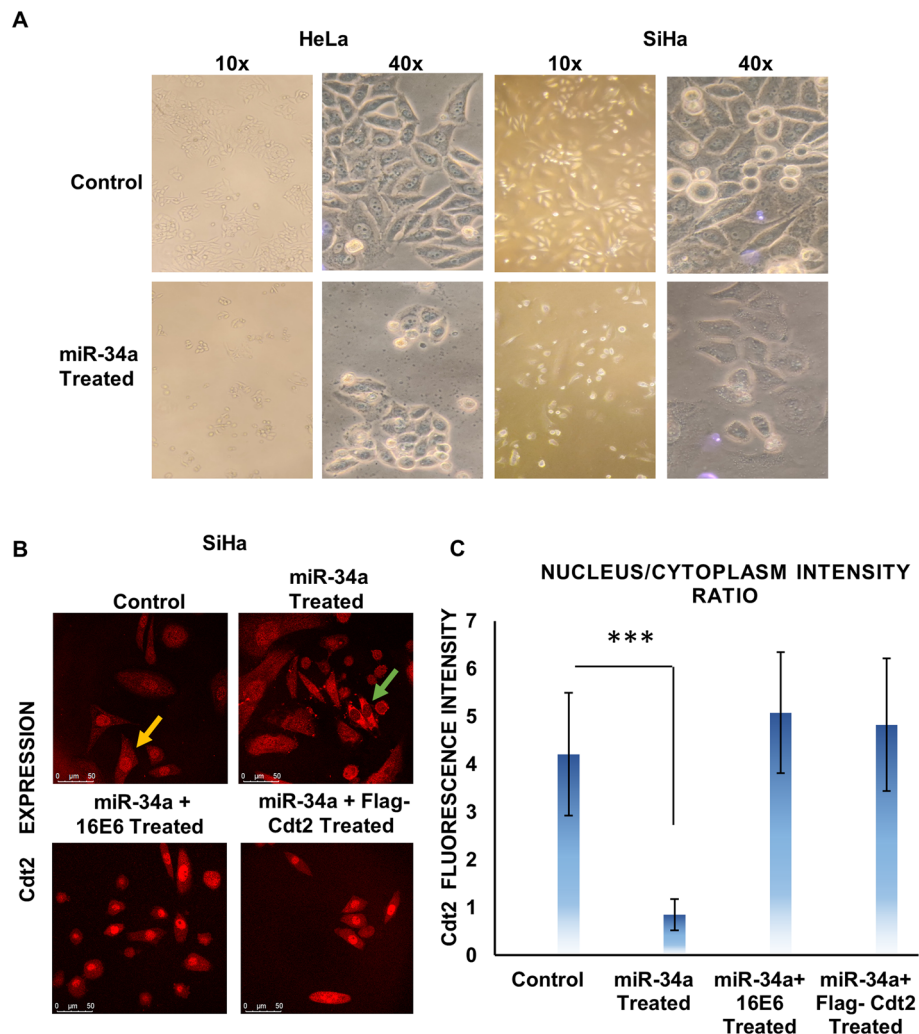 A
HeLa
SiHa
10x
40x
10x
40x
Control
miR-34a
Treated
B
SiHa
Control
miR-34a
Treated
miR-34a +
16E6 Treated
miR-34a + Flag-
Cdt2 Treated
Cdt2 EXPRESSION
0 µm 50
0 µm 50
0 µm 50
0 µm 50
C
NUCLEUS/CYTOPLASM INTENSITY
RATIO
Cdt2 FLUORESCENCE INTENSITY
7
6
5
4
3
2
1
0
***
Control
miR-34a
Treated
miR-34a+
16E6
Treated
miR-34a+
Flag- Cdt2
Treated